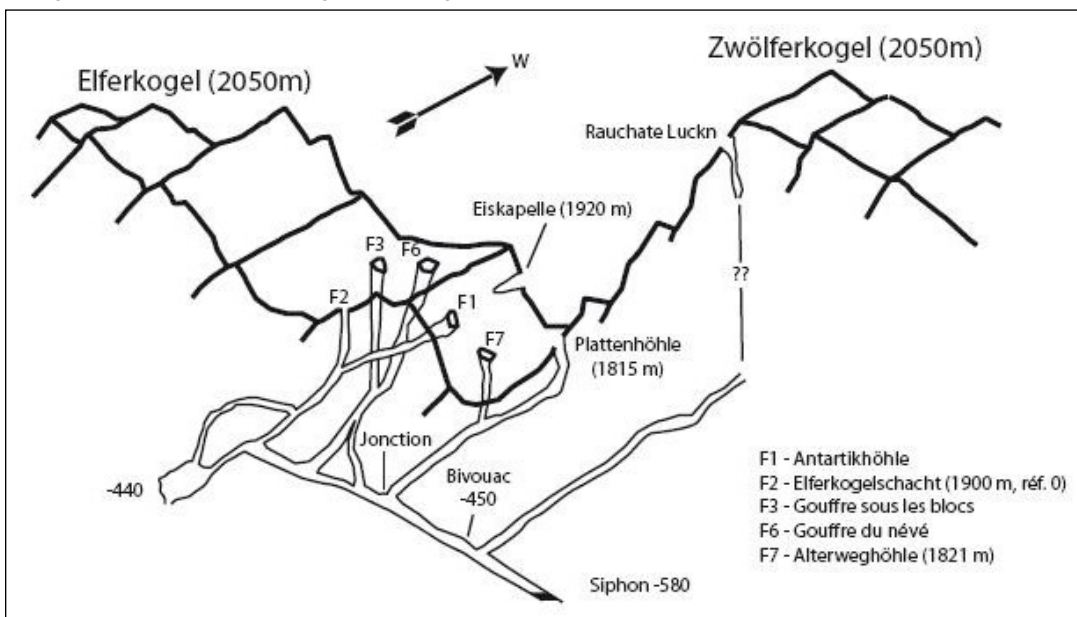 Elferkogel (2050m)
W
Zwölferkogel (2050m)
Rauchate Luckn
Eiskapelle (1920 m)
F3
F6
F2
F1
F7
??
Plattenhöhle
(1815 m)
Jonction
Bivouac
-450
-440
Siphon -580
F1 - Antartikhöhle
F2 - Elferkogelschacht (1900 m, réf. 0)
F3 - Gouffre sous les blocs
F6 - Gouffre du névé
F7 - Alterweghöhle (1821 m)